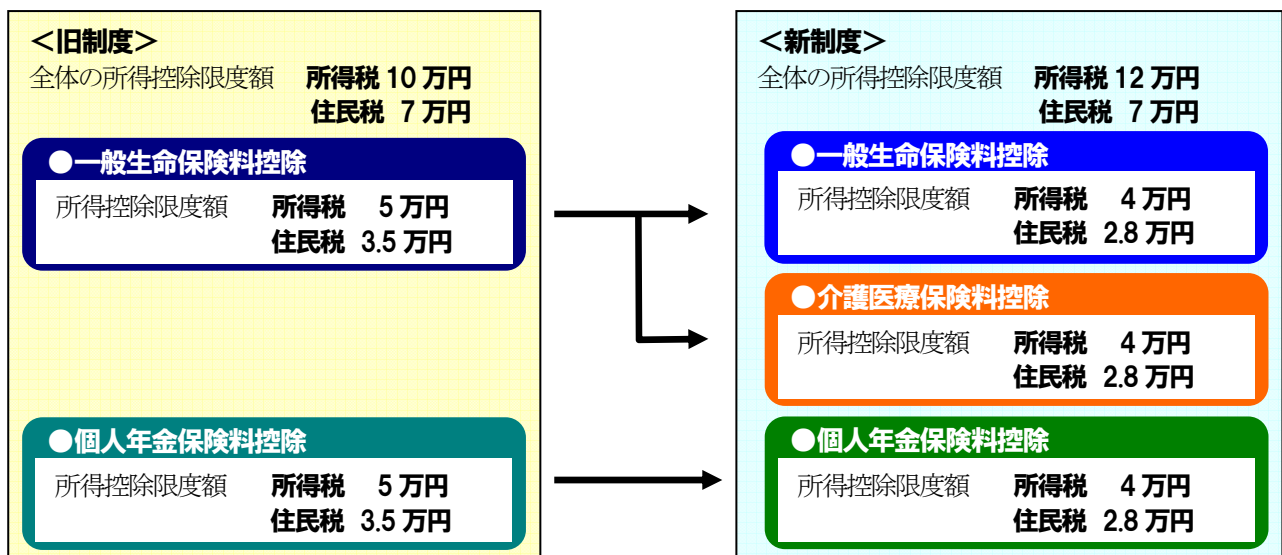 ＜旧制度＞
全体の所得控除限度額 所得税 10 万円
住民税 7 万円
●一般生命保険料控除
所得控除限度額 所得税 5 万円
住民税 3.5 万円
●個人年金保険料控除
所得控除限度額 所得税 5 万円
住民税 3.5 万円
＜新制度＞
全体の所得控除限度額 所得税 12 万円
住民税 7 万円
●一般生命保険料控除
所得控除限度額 所得税 4 万円
住民税 2.8 万円
●介護医療保険料控除
所得控除限度額 所得税 4 万円
住民税 2.8 万円
●個人年金保険料控除
所得控除限度額 所得税 4 万円
住民税 2.8 万円